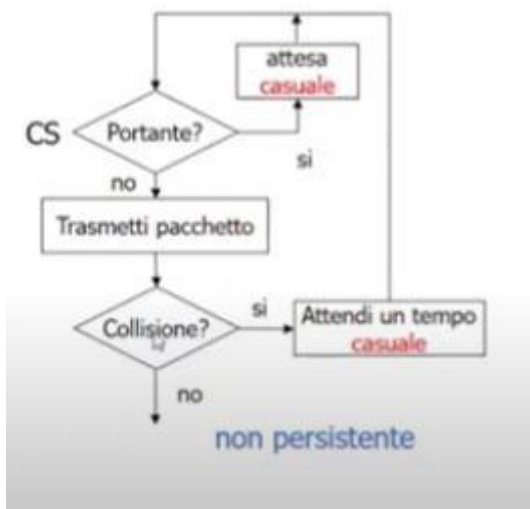 attesa
casuale
CS
Portante?
si
no
Trasmetti pacchetto
Collisione?
si
Attendi un tempo
casuale
no
non persistente